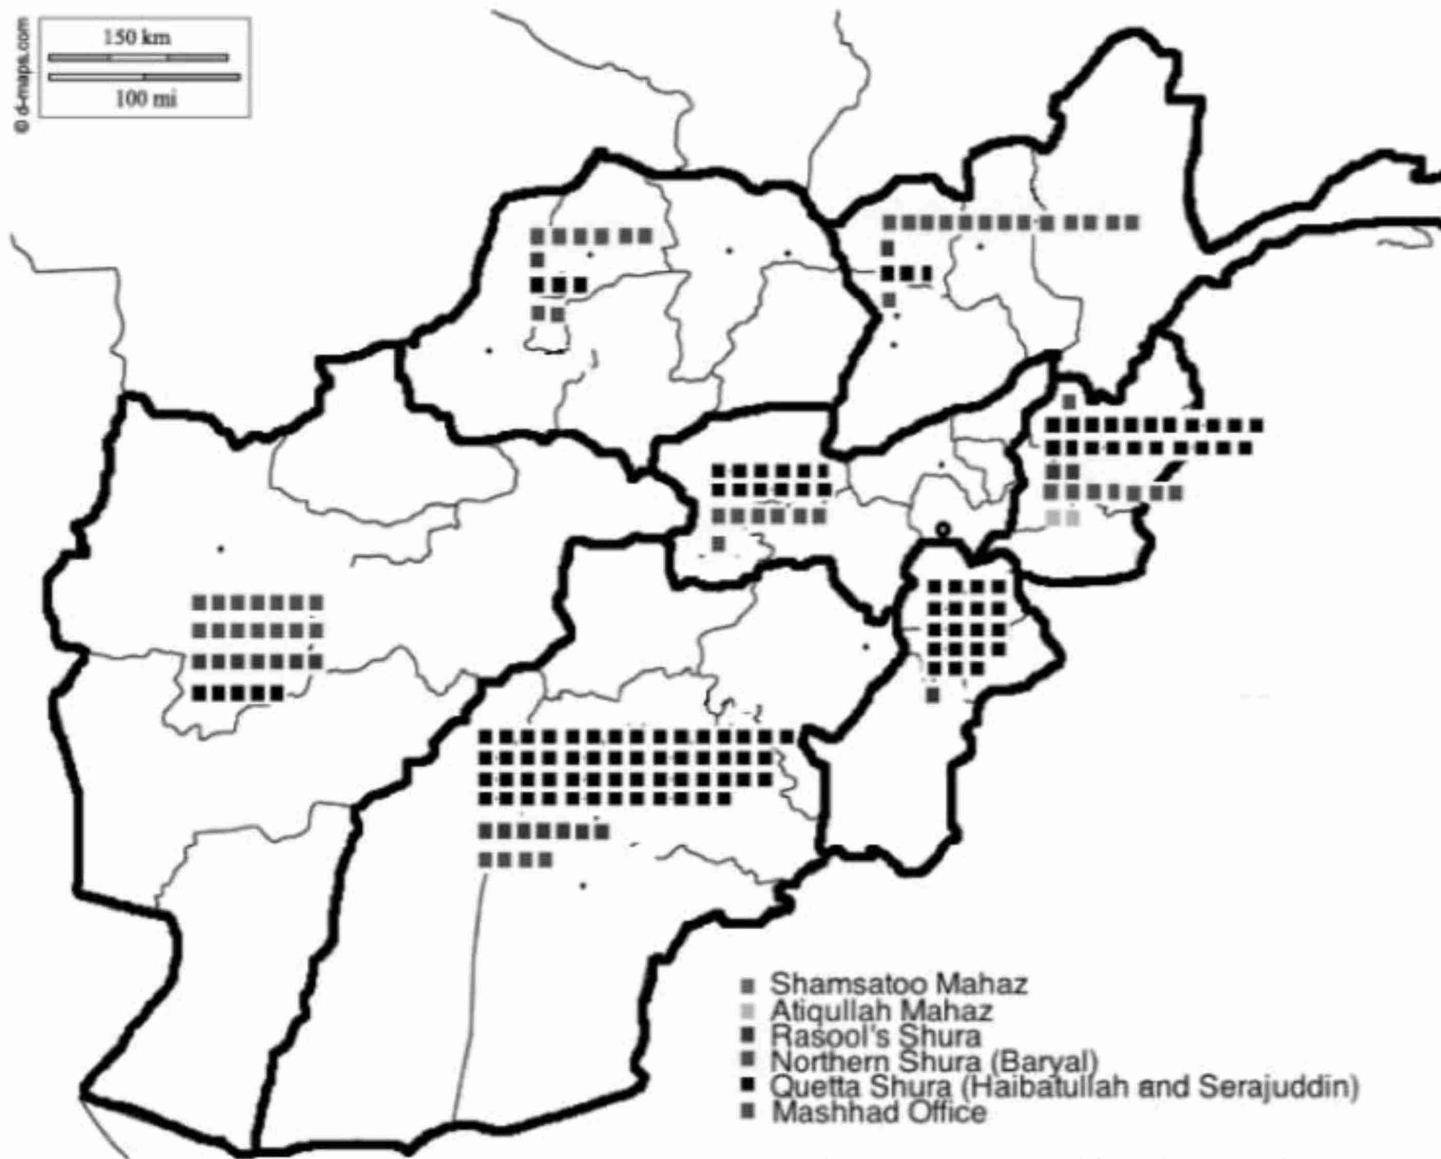 © d-maps.com
150 km
100 mi
Shamsatoo Mahaz
Atiqullah Mahaz
Rasool's Shura
Northern Shura (Baryal)
Quetta Shura (Haibatullah and Serajuddin)
Mashhad Office